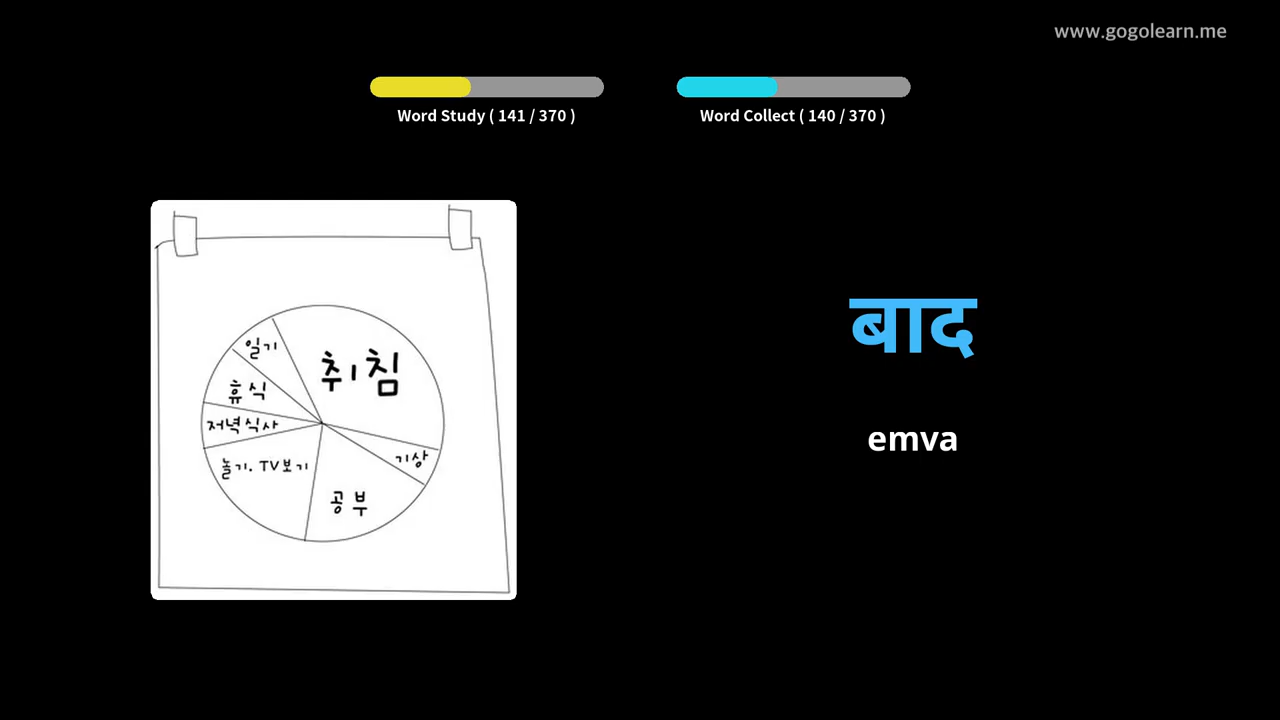 www.gogolearn.me
Word Study ( 141 / 370 )
Word Collect ( 140 / 370 )
일기
취침
휴식
저녁식사
기상
놀기. TV보기
공부
बाद
emva